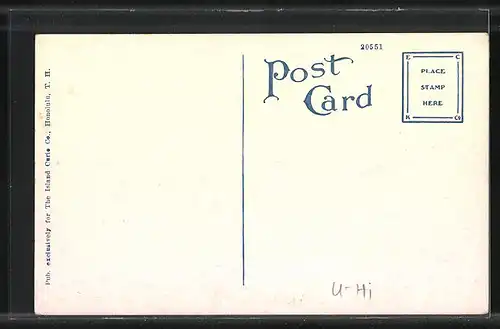 20551
Post
Card
E C
PLACE
STAMP
HERE
K Co
Pub. exclusively for The Island Curio Co., Honolulu, T. H.
U-Hi